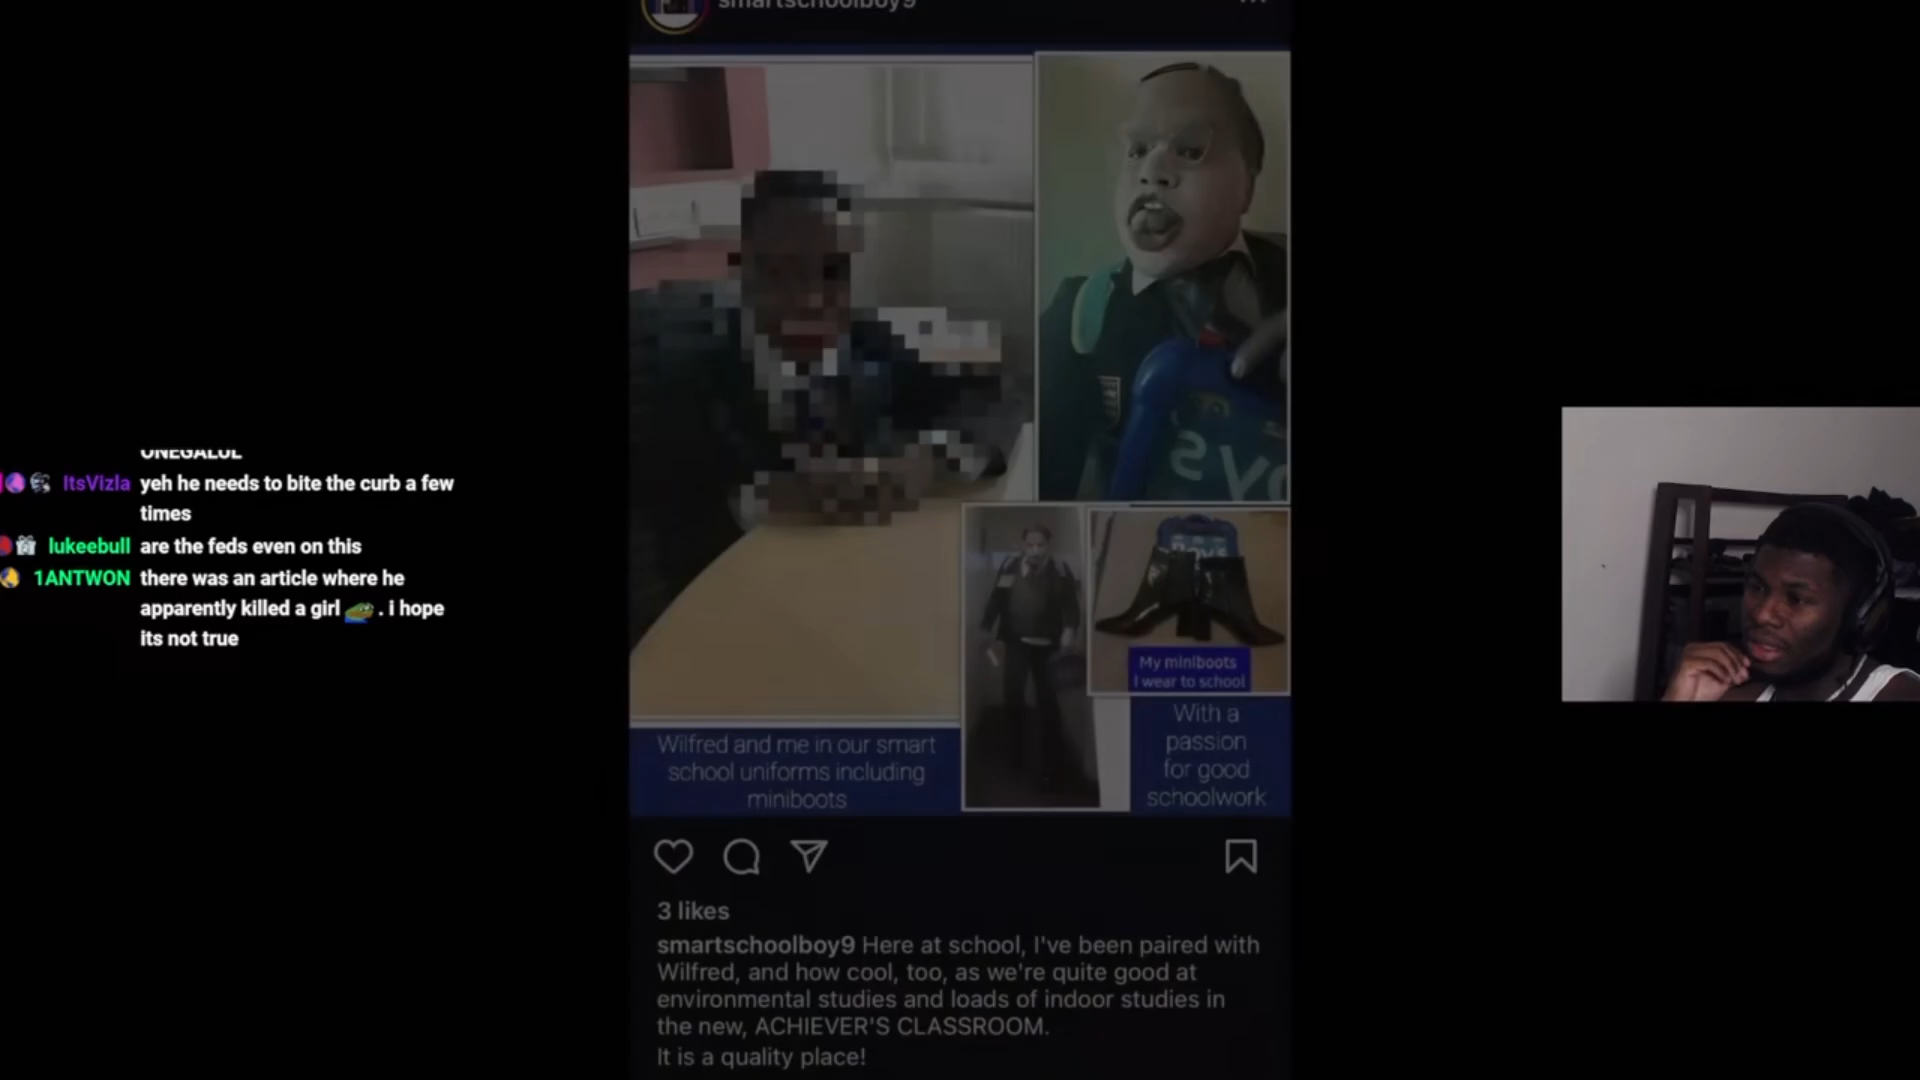 smartschoolboy9
ItsVizla yeh he needs to bite the curb a few
times
lukeebull are the feds even on this
1ANTWON there was an article where he
apparently killed a girl . i hope
its not true
Boys
My miniboots
I wear to school
Wilfred and me in our smart
school uniforms including
miniboots
With a
passion
for good
schoolwork
3 likes
smartschoolboy9 Here at school, I've been paired with
Wilfred, and how cool, too, as we're quite good at
environmental studies and loads of indoor studies in
the new, ACHIEVER'S CLASSROOM.
It is a quality place!